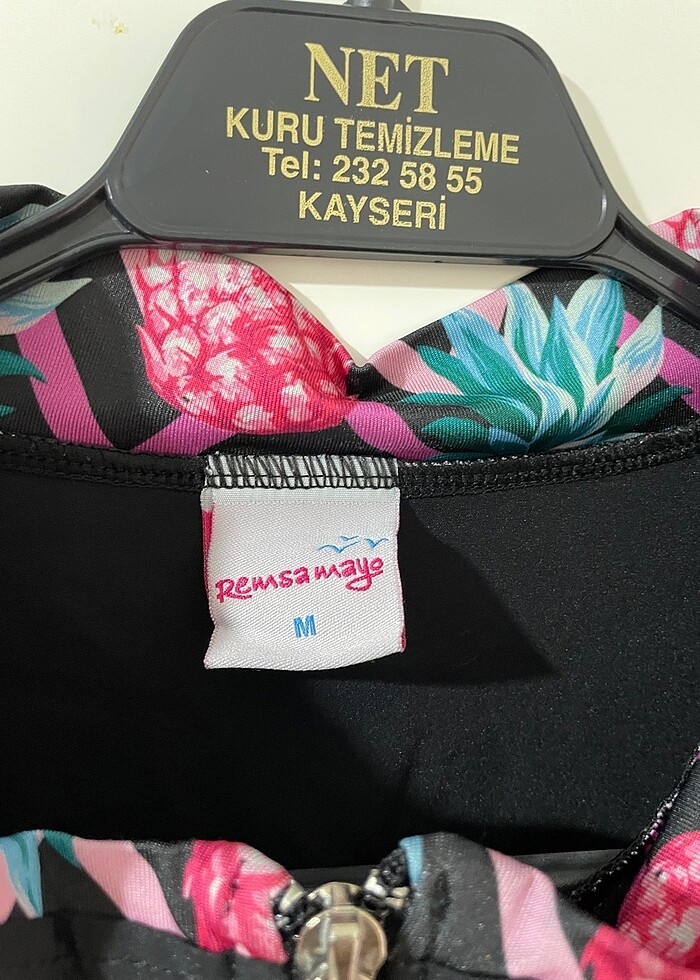 NET
KURU TEMİZLEME
Tel: 232 58 55
KAYSERİ
Remsa mayo
M